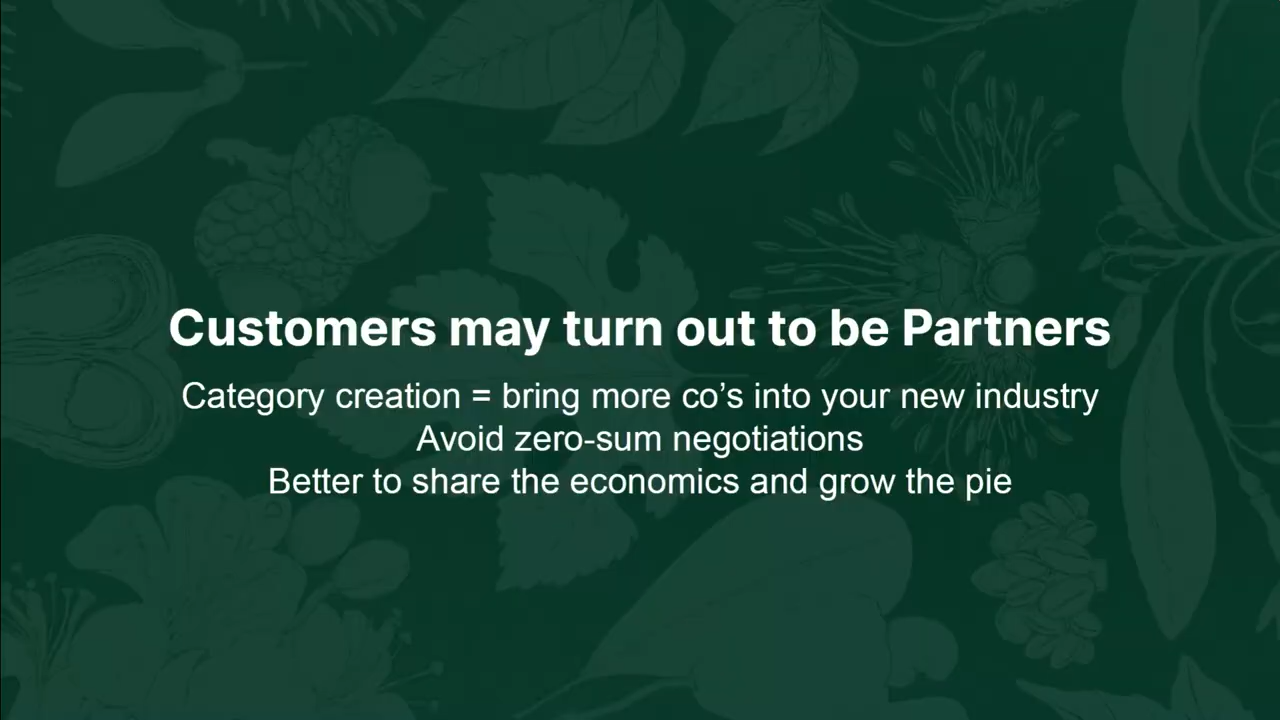 Customers may turn out to be Partners
Category creation = bring more co’s into your new industry
Avoid zero-sum negotiations
Better to share the economics and grow the pie